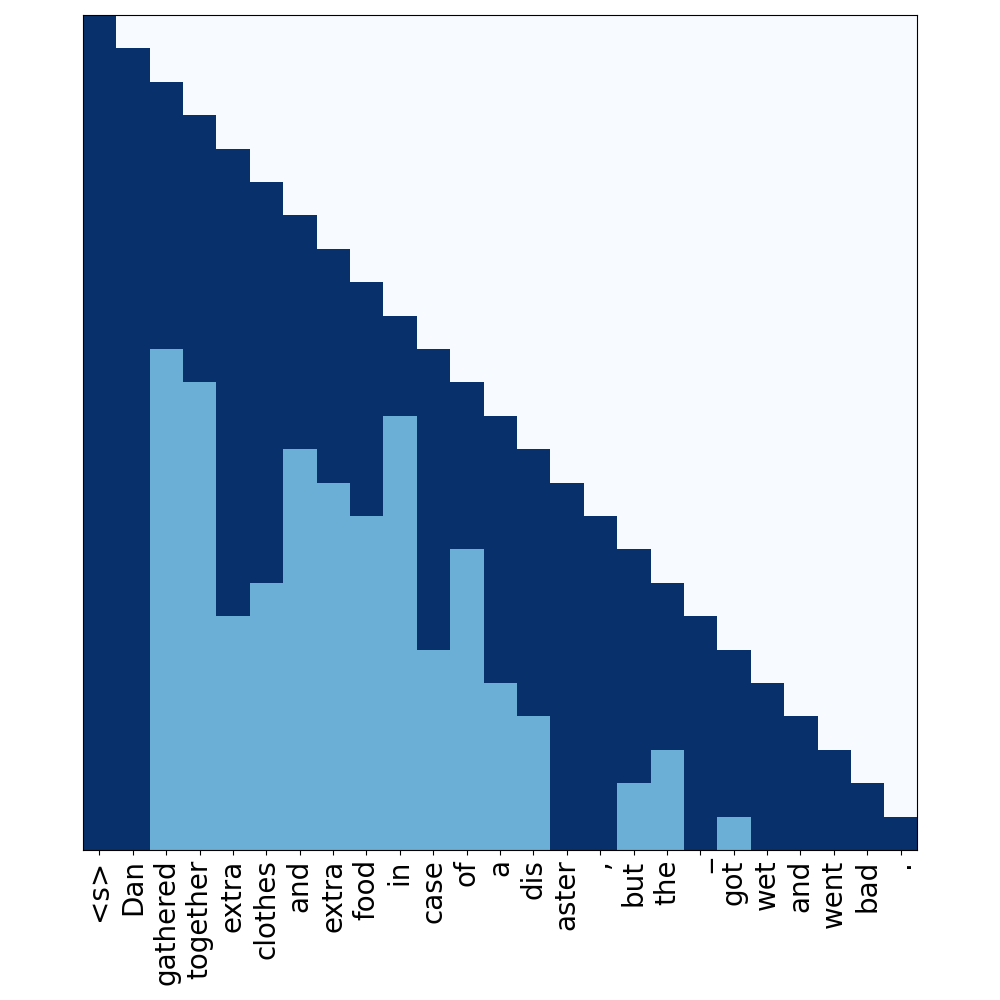 <s> Dan gathered together extra clothes and extra food in case of a dis aster , but the _ got wet and went bad .